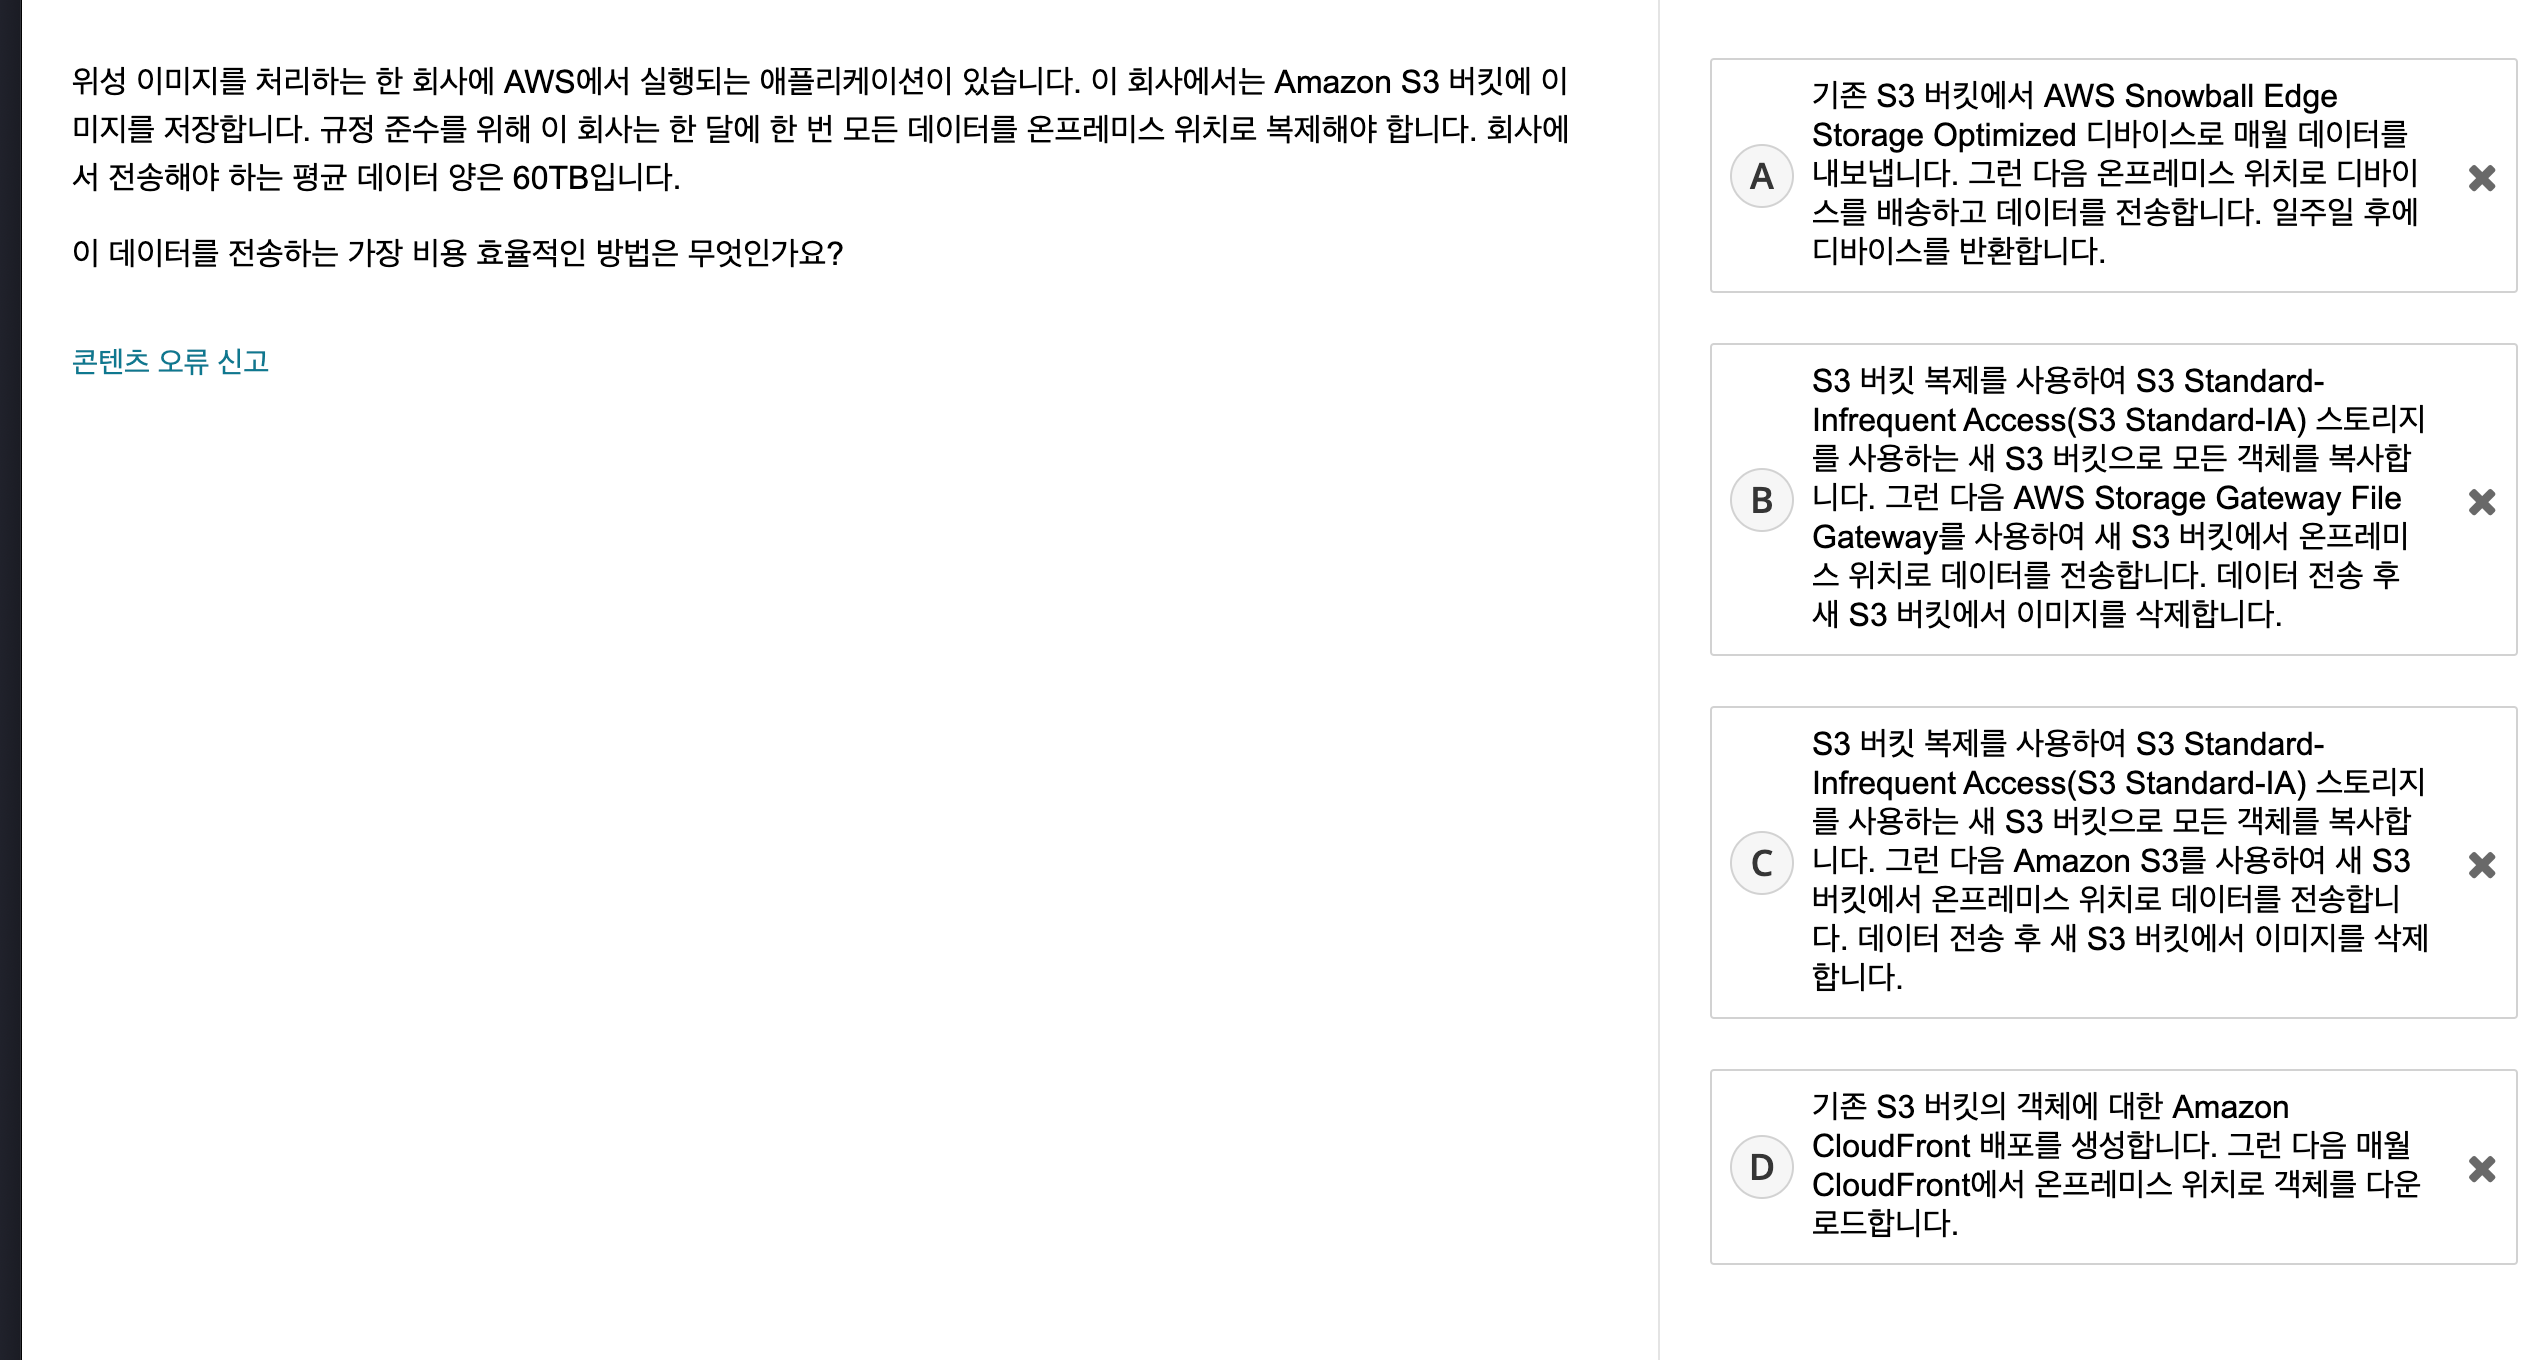 위성 이미지를 처리하는 한 회사에 AWS에서 실행되는 애플리케이션이 있습니다. 이 회사에서는 Amazon S3 버킷에 이
미지를 저장합니다. 규정 준수를 위해 이 회사는 한 달에 한 번 모든 데이터를 온프레미스 위치로 복제해야 합니다. 회사에
서 전송해야 하는 평균 데이터 양은 60TB입니다.
이 데이터를 전송하는 가장 비용 효율적인 방법은 무엇인가요?
콘텐츠 오류 신고
A
기존 S3 버킷에서 AWS Snowball Edge
Storage Optimized 디바이스로 매월 데이터를
내보냅니다. 그런 다음 온프레미스 위치로 디바이
스를 배송하고 데이터를 전송합니다. 일주일 후에
디바이스를 반환합니다.
B
S3 버킷 복제를 사용하여 S3 Standard-
Infrequent Access(S3 Standard-IA) 스토리지
를 사용하는 새 S3 버킷으로 모든 객체를 복사합
니다. 그런 다음 AWS Storage Gateway File
Gateway를 사용하여 새 S3 버킷에서 온프레미
스 위치로 데이터를 전송합니다. 데이터 전송 후
새 S3 버킷에서 이미지를 삭제합니다.
C
S3 버킷 복제를 사용하여 S3 Standard-
Infrequent Access(S3 Standard-IA) 스토리지
를 사용하는 새 S3 버킷으로 모든 객체를 복사합
니다. 그런 다음 Amazon S3를 사용하여 새 S3
버킷에서 온프레미스 위치로 데이터를 전송합니
다. 데이터 전송 후 새 S3 버킷에서 이미지를 삭제
합니다.
D
기존 S3 버킷의 객체에 대한 Amazon
CloudFront 배포를 생성합니다. 그런 다음 매월
CloudFront에서 온프레미스 위치로 객체를 다운
로드합니다.